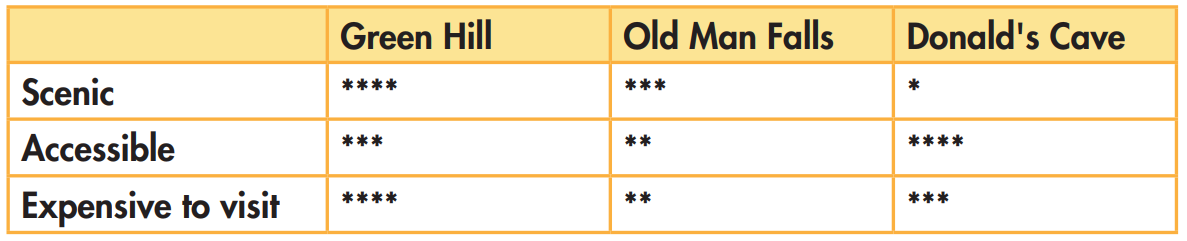 Green Hill Old Man Falls Donald's Cave
Scenic **** *** *
Accessible *** ** ****
Expensive to visit **** ** ***